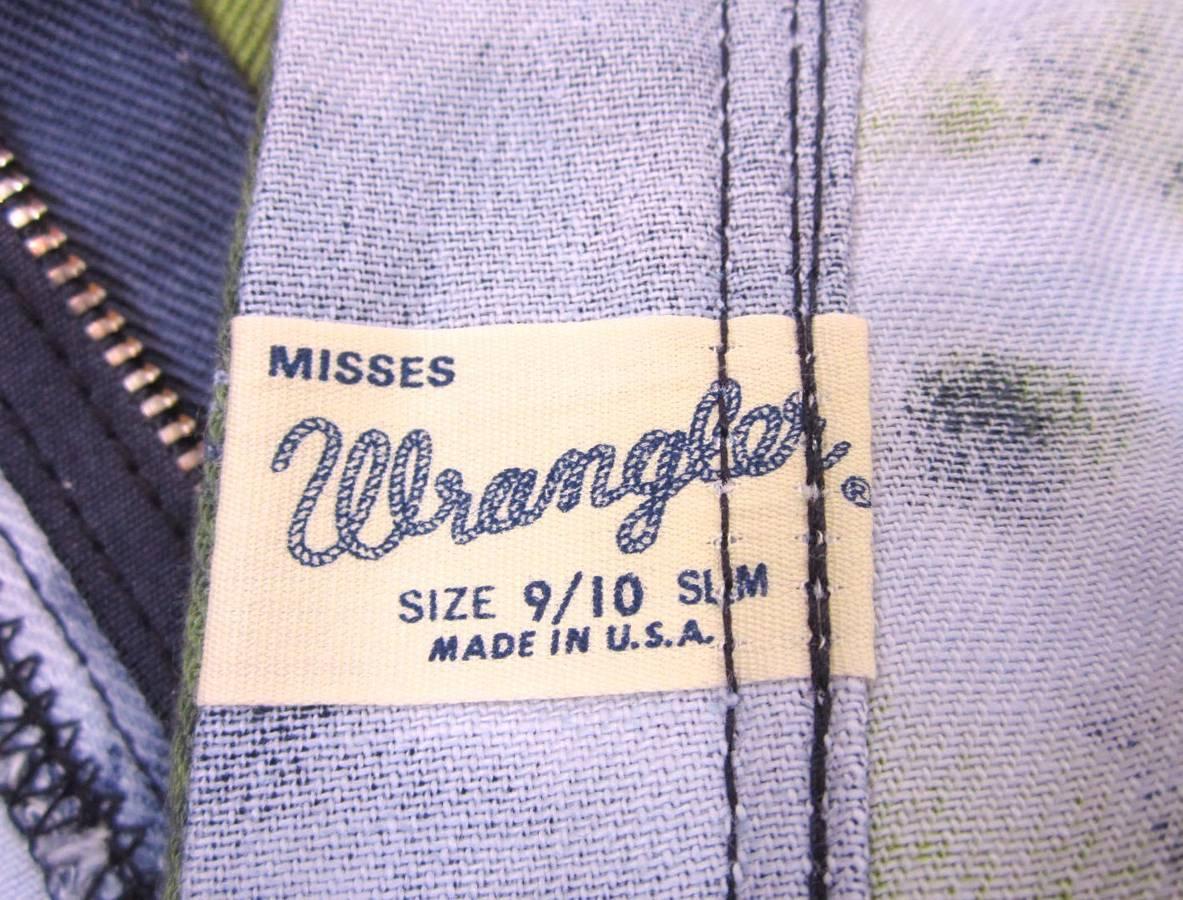 MISSES
Wrangler®
SIZE 9/10 SLIM
MADE IN U.S.A.